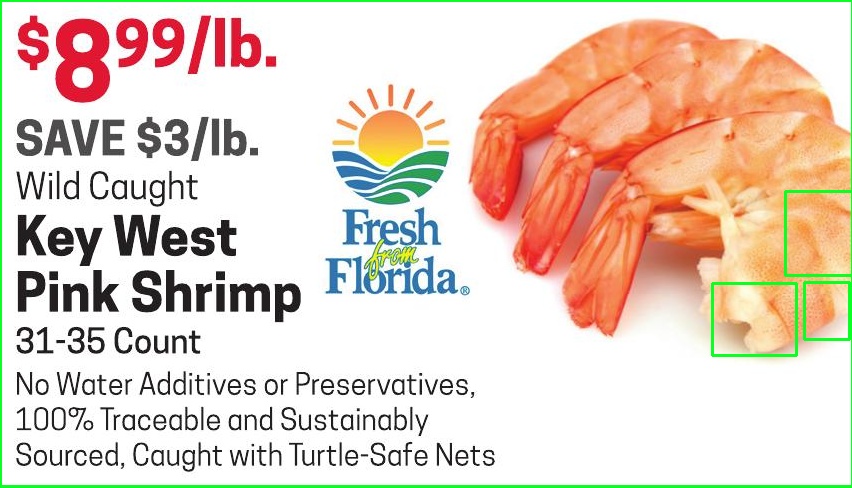 $8.99/lb.
SAVE $3/lb.
Wild Caught
Key West
Pink Shrimp
31-35 Count
No Water Additives or Preservatives,
100% Traceable and Sustainably
Sourced, Caught with Turtle-Safe Nets
Fresh
from
Florida®